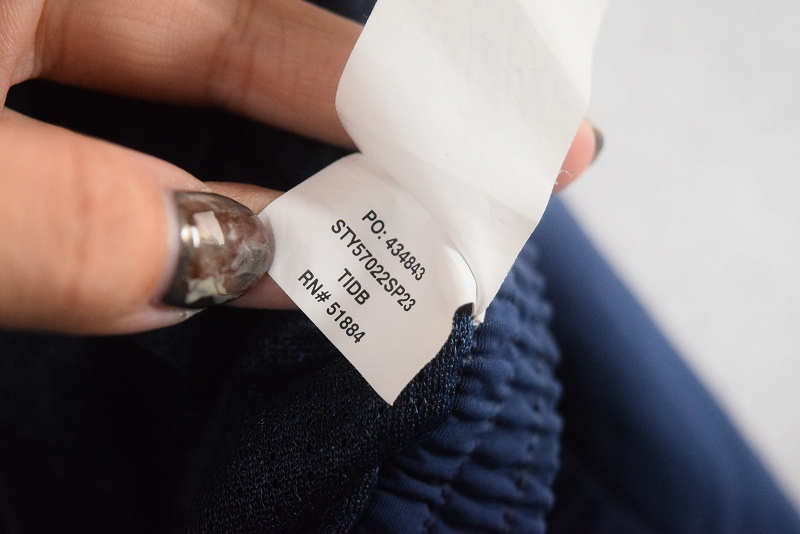 PO: 434843
STY57022SP23
TIDB
RN# 51884